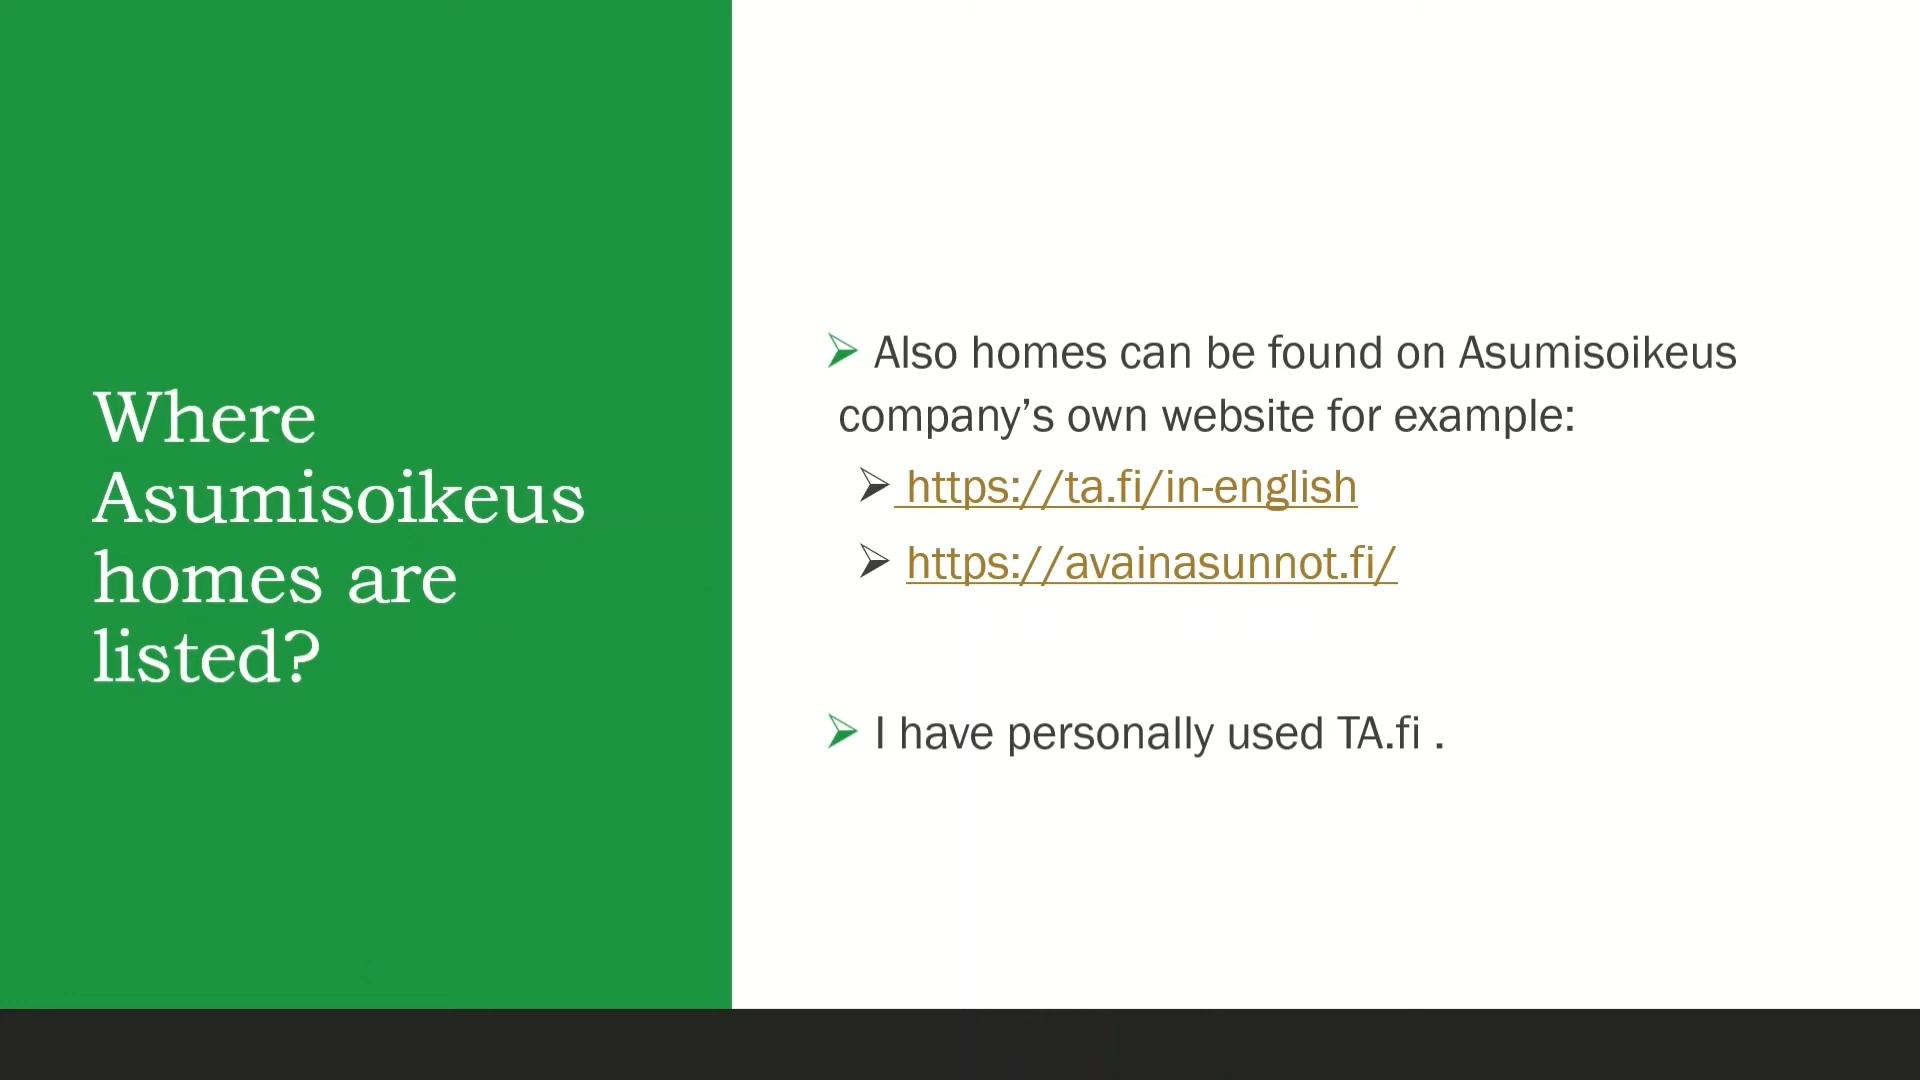 Where
Asumisoikeus
homes are
listed?
Also homes can be found on Asumisoikeus
company’s own website for example:
https://ta.fi/in-english
https://avainasunnot.fi/
I have personally used TA.fi .